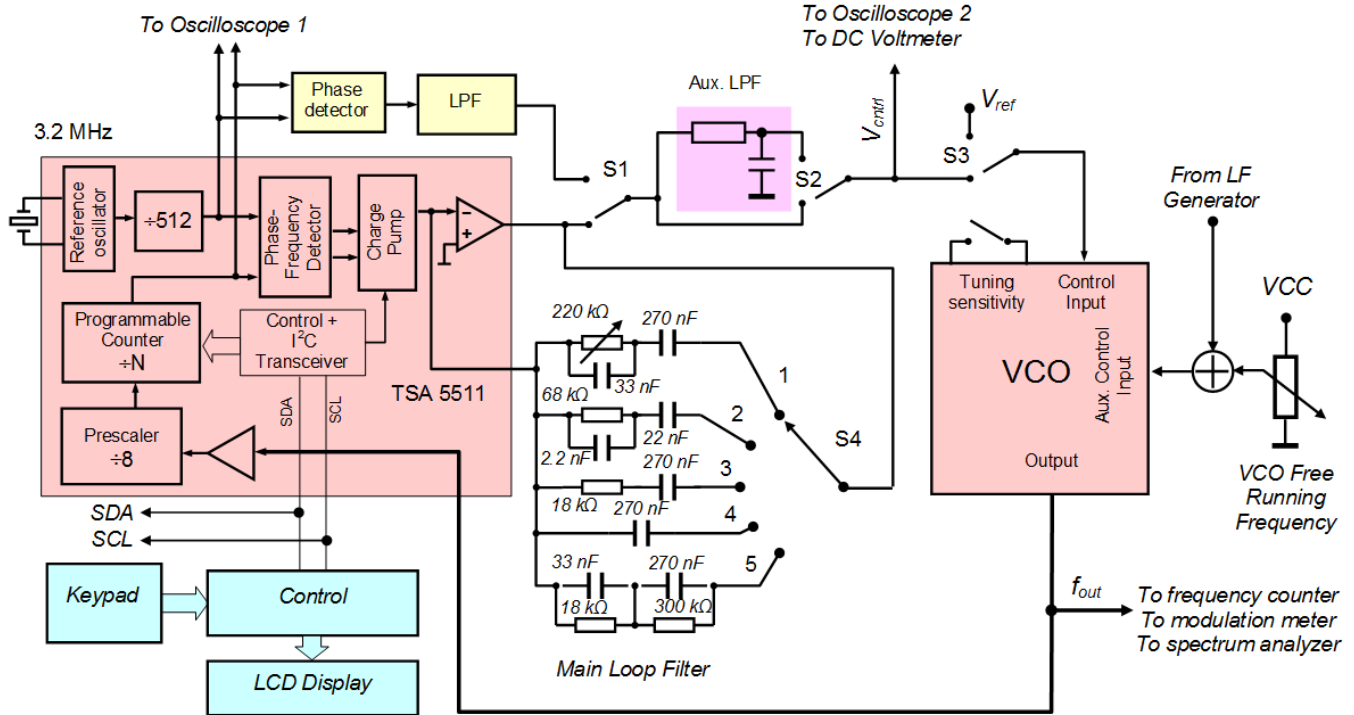 To Oscilloscope 1
To Oscilloscope 2
To DC Voltmeter
3.2 MHz
Phase
detector
LPF
Aux. LPF
S1
S2
Vcntrl
Vref
S3
From LF
Generator
Reference
oscillator
÷512
Phase-
Frequency
Detector
Charge
Pump
−
+
Programmable
Counter
÷N
Control +
I²C
Transceiver
TSA 5511
SDA
SCL
Prescaler
÷8
220 kΩ
270 nF
33 nF
1
68 kΩ
22 nF
2.2 nF
2
270 nF
18 kΩ
3
270 nF
4
33 nF
270 nF
18 kΩ
300 kΩ
5
S4
Main Loop Filter
Tuning
sensitivity
Control
Input
VCO
Aux. Control
Input
Output
VCC
VCO Free
Running
Frequency
SDA
SCL
Keypad
Control
LCD Display
fout
To frequency counter
To modulation meter
To spectrum analyzer